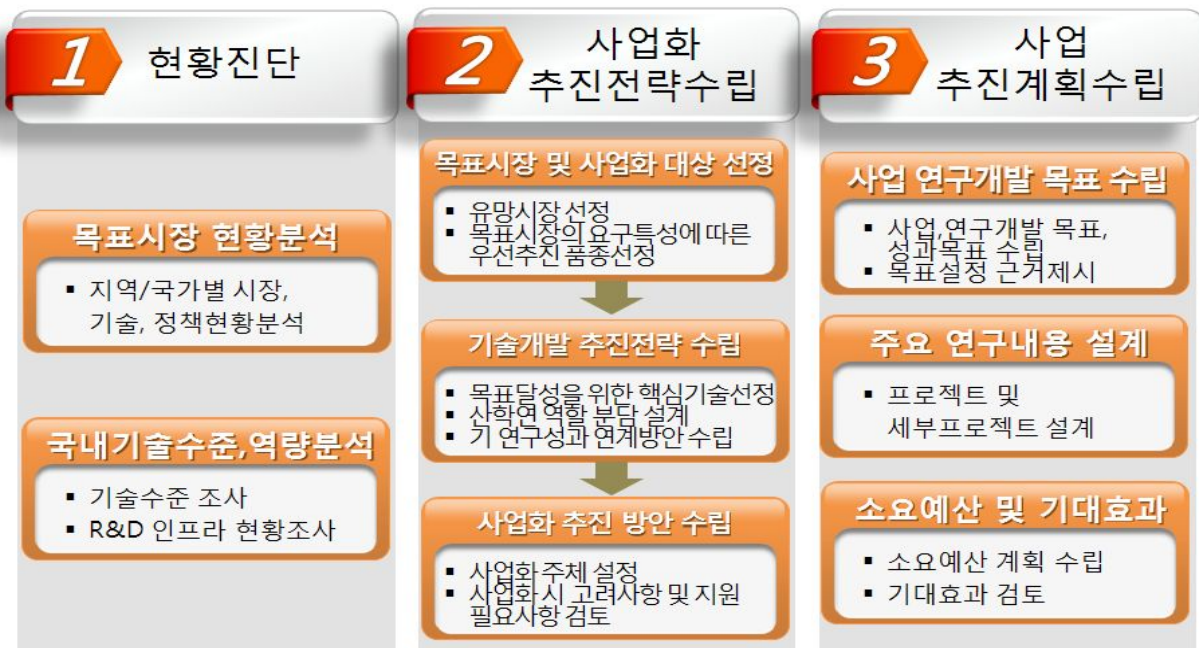 1
현황진단
목표시장 현황분석
▪ 지역/국가별 시장,
기술, 정책현황분석
국내기술수준,역량분석
▪ 기술수준 조사
▪ R&D 인프라 현황조사
2
사업화
추진전략수립
목표시장 및 사업화 대상 선정
▪ 유망시장 선정
▪ 목표시장의 요구특성에 따른
우선추진 품종선정
기술개발 추진전략 수립
▪ 목표달성을 위한 핵심기술선정
▪ 산학연 역할 분담 설계
▪ 기 연구성과 연계방안 수립
사업화 추진 방안 수립
▪ 사업화 주체 설정
▪ 사업화 시 고려사항 및 지원
필요사항 검토
3
사업
추진계획수립
사업 연구개발 목표 수립
▪ 사업,연구개발 목표,
성과목표 수립
▪ 목표설정 근거제시
주요 연구내용 설계
▪ 프로젝트 및
세부프로젝트 설계
소요예산 및 기대효과
▪ 소요예산 계획 수립
▪ 기대효과 검토